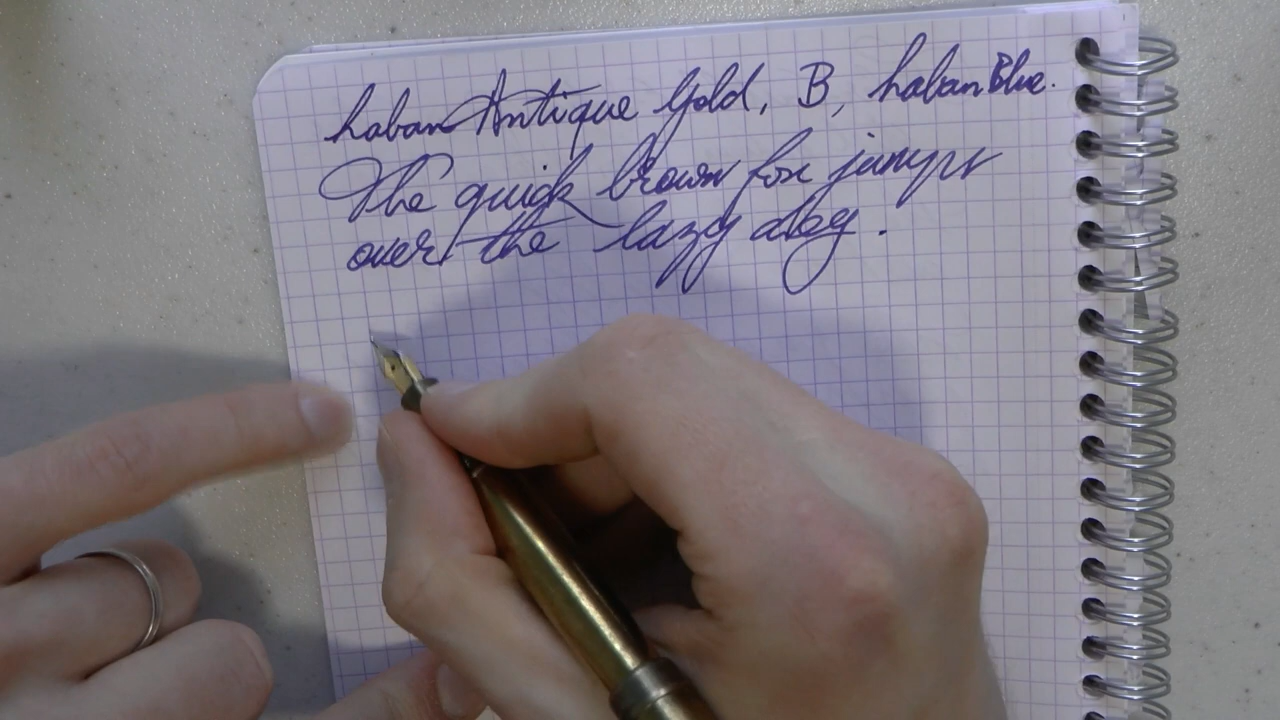 Laban Antique Gold, B, Laban Blue.
The quick brown fox jumps
over the lazy dog.